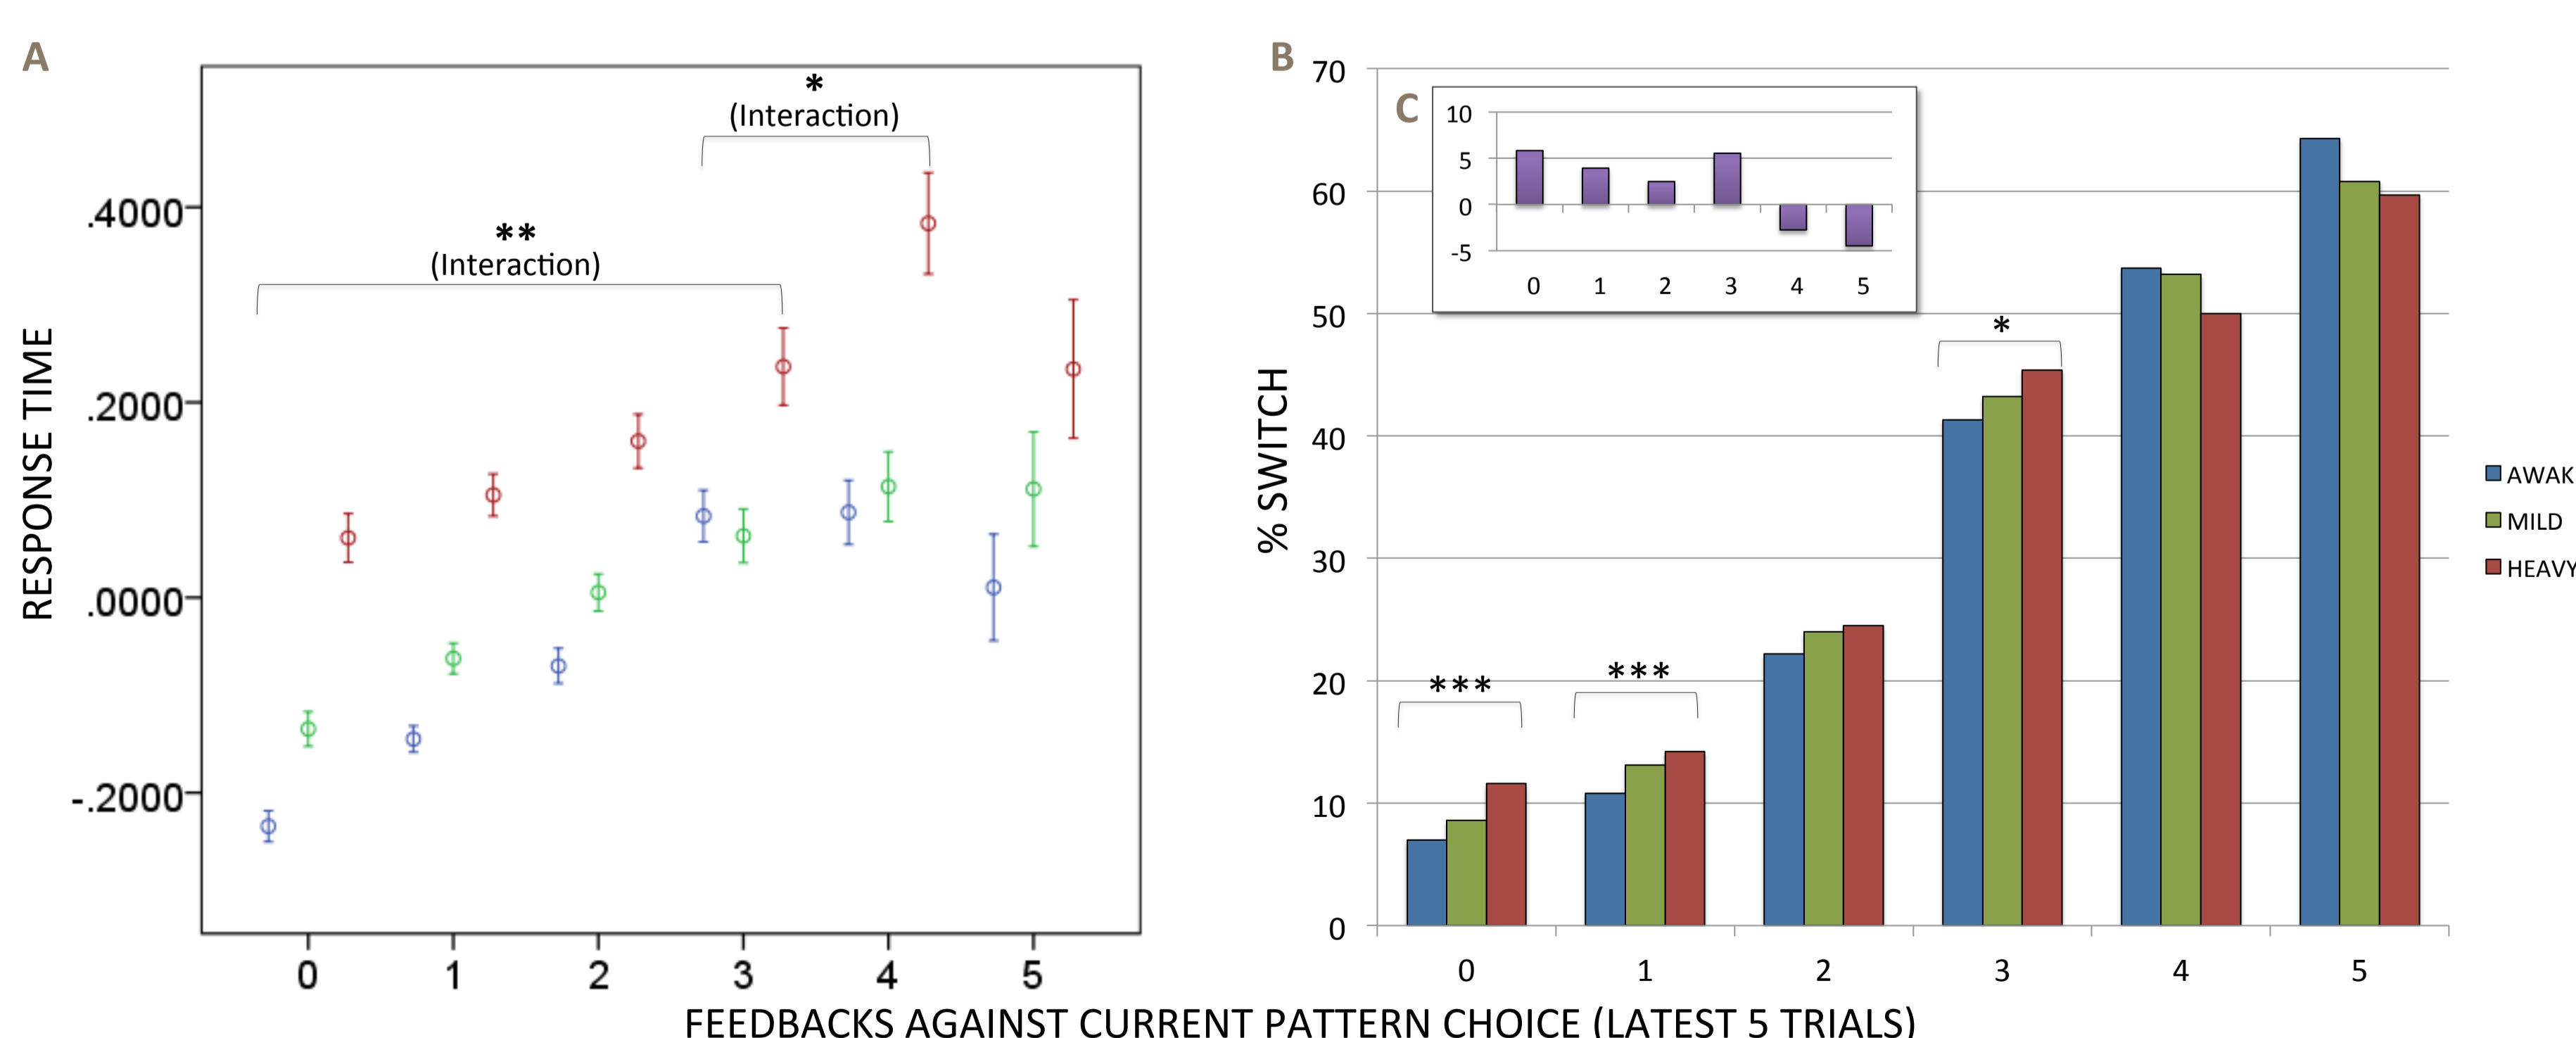 A
RESPONSE TIME
.4000
.2000
.0000
-.2000
*
(Interaction)
**
(Interaction)
0 1 2 3 4 5
B
% SWITCH
70
60
50
40
30
20
10
0
***
***
*
0 1 2 3 4 5
C
10
5
0
-5
0 1 2 3 4 5
AWAK
MILD
HEAVY
FEEDBACKS AGAINST CURRENT PATTERN CHOICE (LATEST 5 TRIALS)